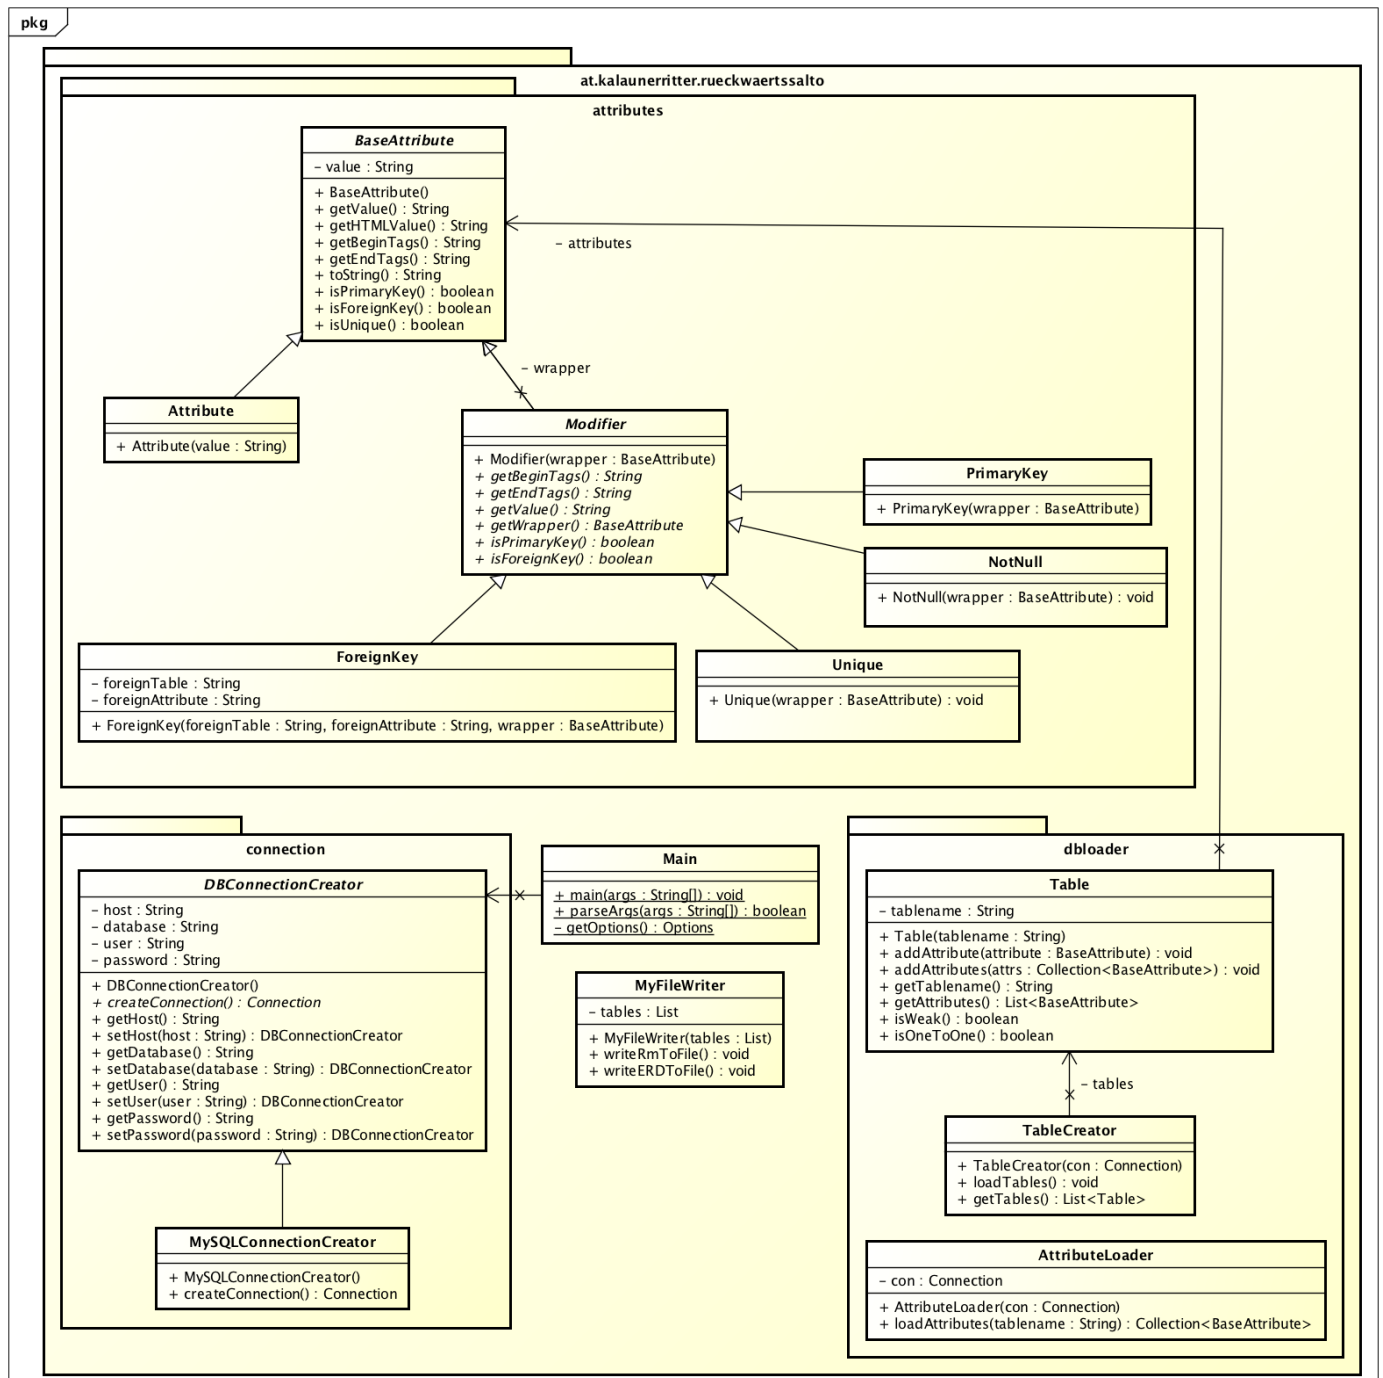 pkg
at.kalaunerritter.rueckwaertssalto
attributes
BaseAttribute
– value : String
+ BaseAttribute()
+ getValue() : String
+ getHTMLValue() : String
+ getBeginTags() : String
+ getEndTags() : String
+ toString() : String
+ isPrimaryKey() : boolean
+ isForeignKey() : boolean
+ isUnique() : boolean
– attributes
– wrapper
Attribute
+ Attribute(value : String)
Modifier
+ Modifier(wrapper : BaseAttribute)
+ getBeginTags() : String
+ getEndTags() : String
+ getValue() : String
+ getWrapper() : BaseAttribute
+ isPrimaryKey() : boolean
+ isForeignKey() : boolean
PrimaryKey
+ PrimaryKey(wrapper : BaseAttribute)
NotNull
+ NotNull(wrapper : BaseAttribute) : void
ForeignKey
– foreignTable : String
– foreignAttribute : String
+ ForeignKey(foreignTable : String, foreignAttribute : String, wrapper : BaseAttribute)
Unique
+ Unique(wrapper : BaseAttribute) : void
connection
DBConnectionCreator
– host : String
– database : String
– user : String
– password : String
+ DBConnectionCreator()
+ createConnection() : Connection
+ getHost() : String
+ setHost(host : String) : DBConnectionCreator
+ getDatabase() : String
+ setDatabase(database : String) : DBConnectionCreator
+ getUser() : String
+ setUser(user : String) : DBConnectionCreator
+ getPassword() : String
+ setPassword(password : String) : DBConnectionCreator
MySQLConnectionCreator
+ MySQLConnectionCreator()
+ createConnection() : Connection
Main
+ main(args : String[]) : void
+ parseArgs(args : String[]) : boolean
– getOptions() : Options
MyFileWriter
– tables : List
+ MyFileWriter(tables : List)
+ writeRmToFile() : void
+ writeERDToFile() : void
dbloader
Table
– tablename : String
+ Table(tablename : String)
+ addAttribute(attribute : BaseAttribute) : void
+ addAttributes(attrs : Collection<BaseAttribute>) : void
+ getTablename() : String
+ getAttributes() : List<BaseAttribute>
+ isWeak() : boolean
+ isOneToOne() : boolean
– tables
TableCreator
+ TableCreator(con : Connection)
+ loadTables() : void
+ getTables() : List<Table>
AttributeLoader
– con : Connection
+ AttributeLoader(con : Connection)
+ loadAttributes(tablename : String) : Collection<BaseAttribute>